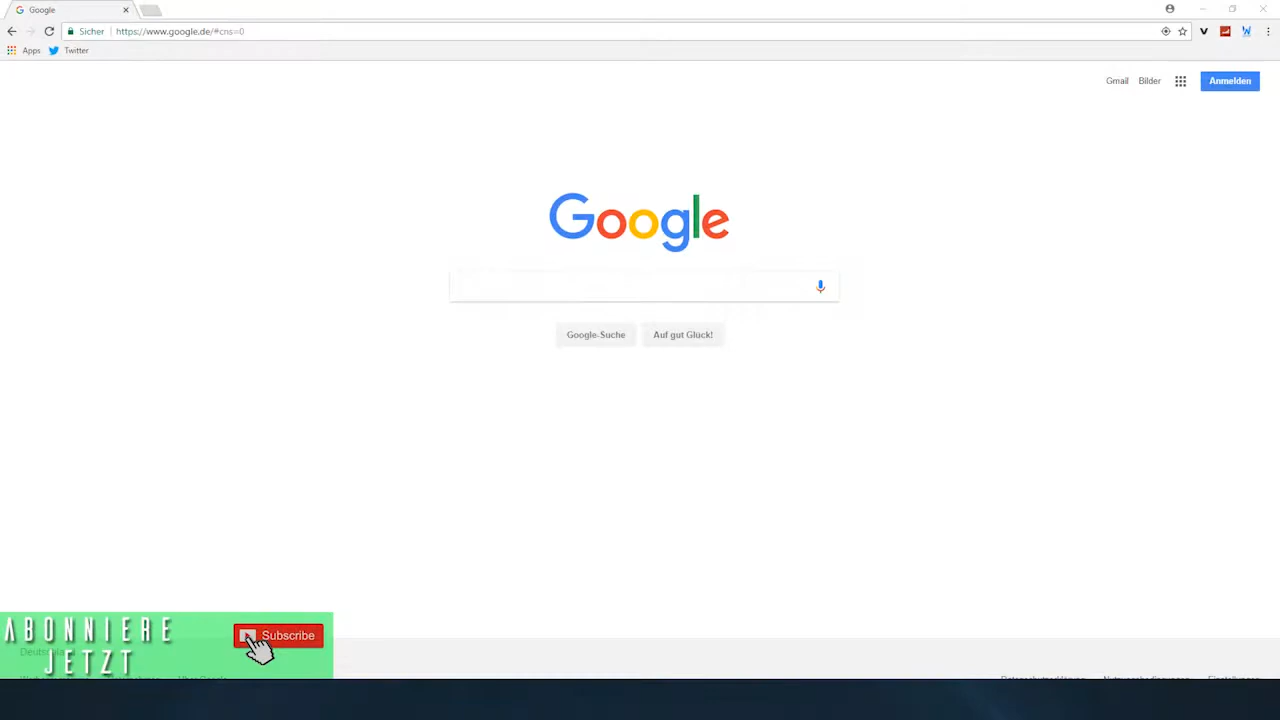 Google
Sicher https://www.google.de/#cns=0
Apps Twitter
Gmail Bilder Anmelden
Google
Google-Suche Auf gut Glück!
ABONNIERE
JETZT
Subscribe